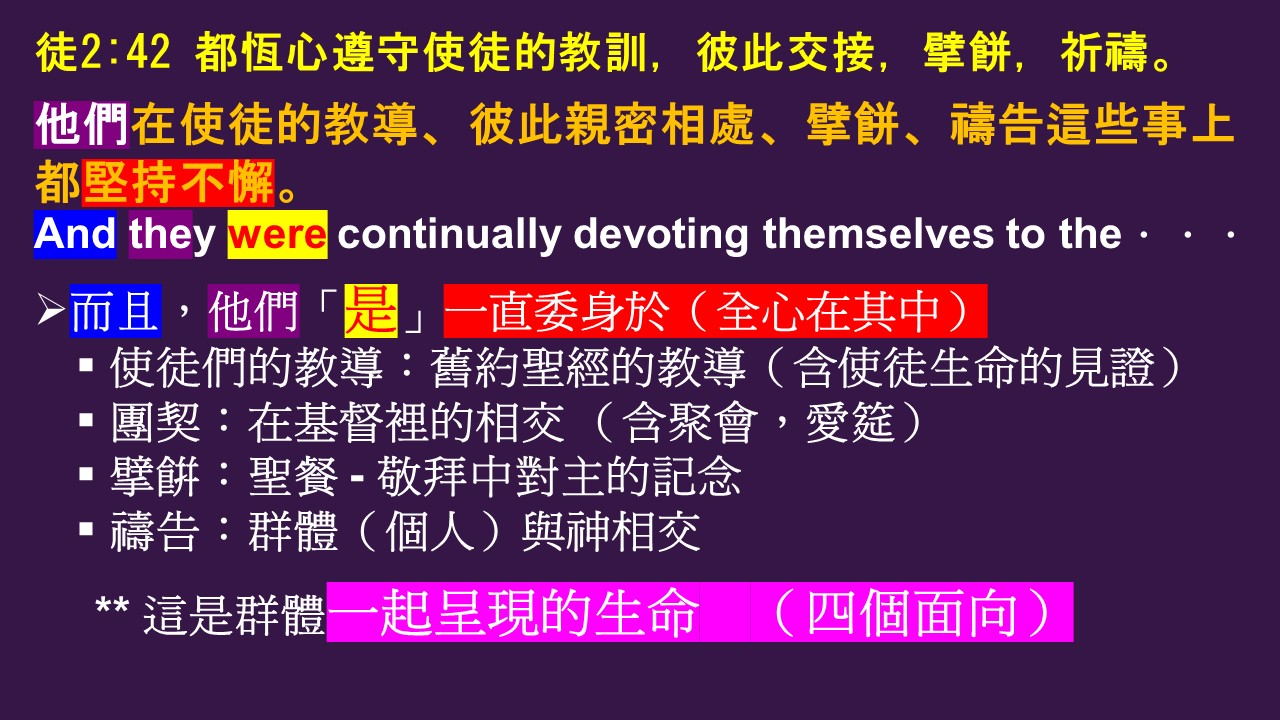 徒2:42 都恆心遵守使徒的教訓, 彼此交接, 擘餅, 祈禱。
他們在使徒的教導、彼此親密相處、擘餅、禱告這些事上
都堅持不懈。
And they were continually devoting themselves to the···
➢而且，他們「是」一直委身於（全心在其中）
▪ 使徒們的教導：舊約聖經的教導（含使徒生命的見證）
▪ 團契：在基督裡的相交 （含聚會，愛筵）
▪ 擘餅：聖餐 - 敬拜中對主的記念
▪ 禱告：群體（個人）與神相交
** 這是群體一起呈現的生命 （四個面向）